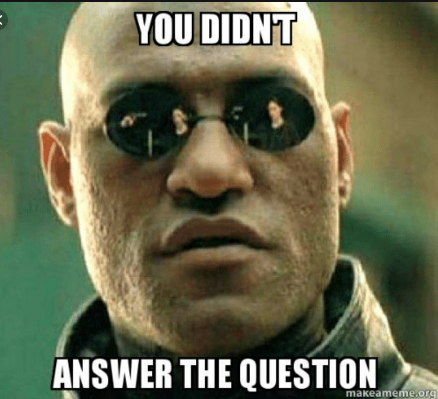 YOU DIDN'T
ANSWER THE QUESTION
makeameme.org